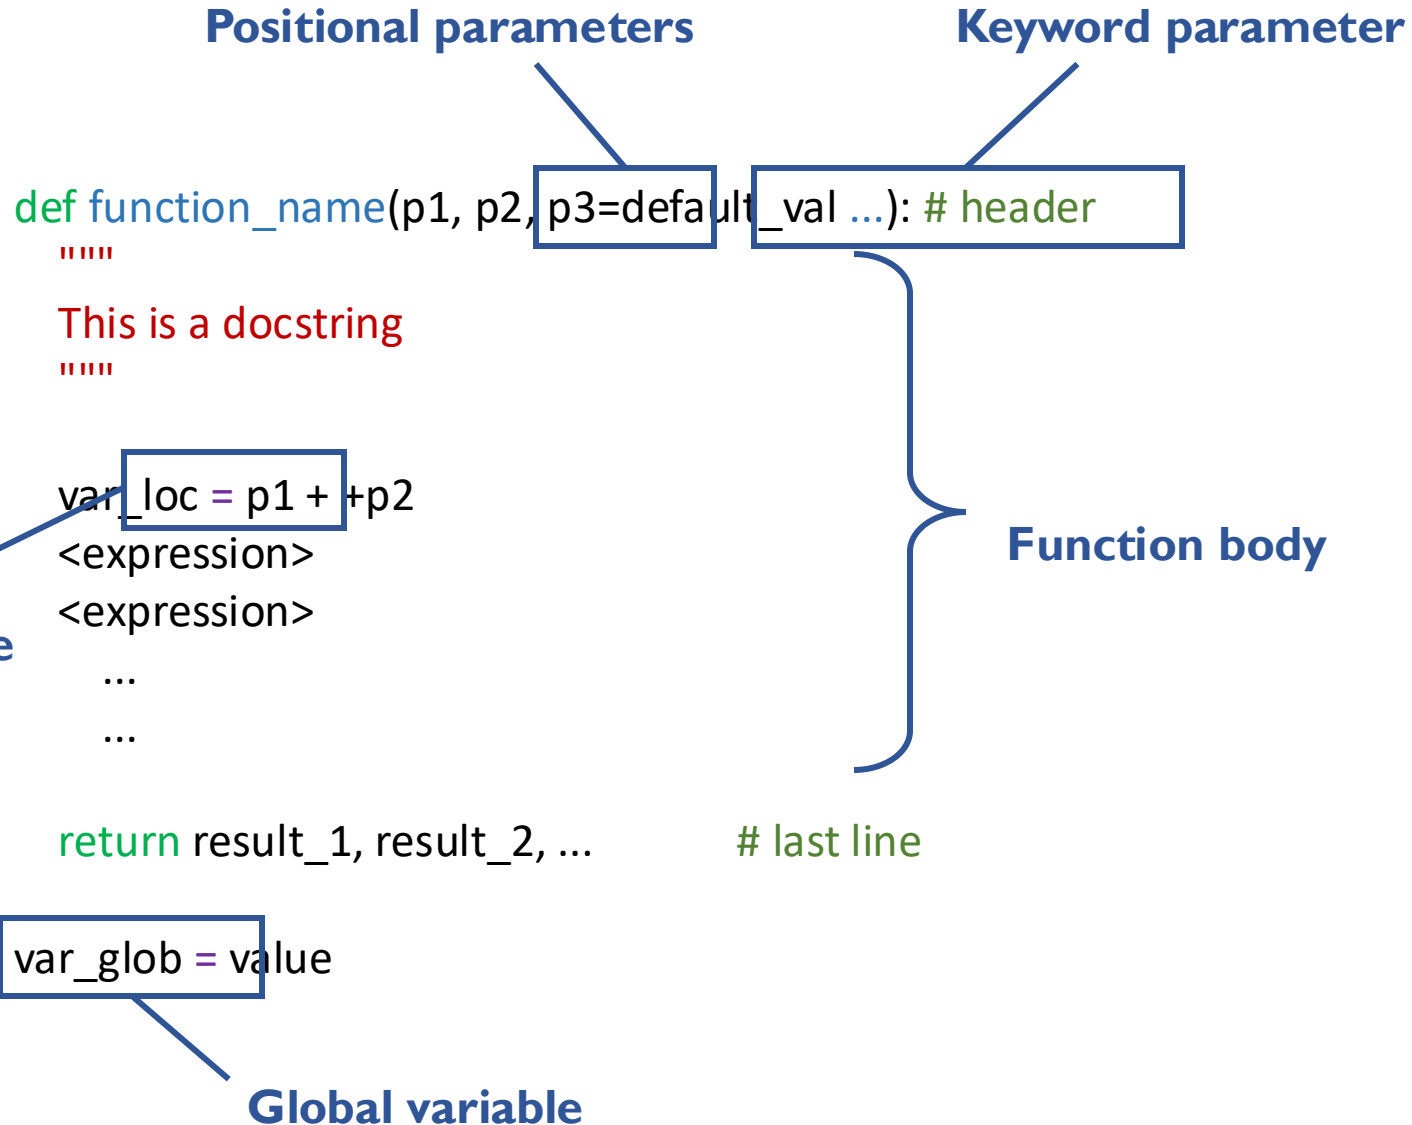 Positional parameters
Keyword parameter
def function_name(p1, p2, p3=default_val ...): # header
"""
This is a docstring
"""
var_loc = p1 + +p2
<expression>
<expression>
e
...
...
Function body
return result_1, result_2, ... # last line
var_glob = value
Global variable